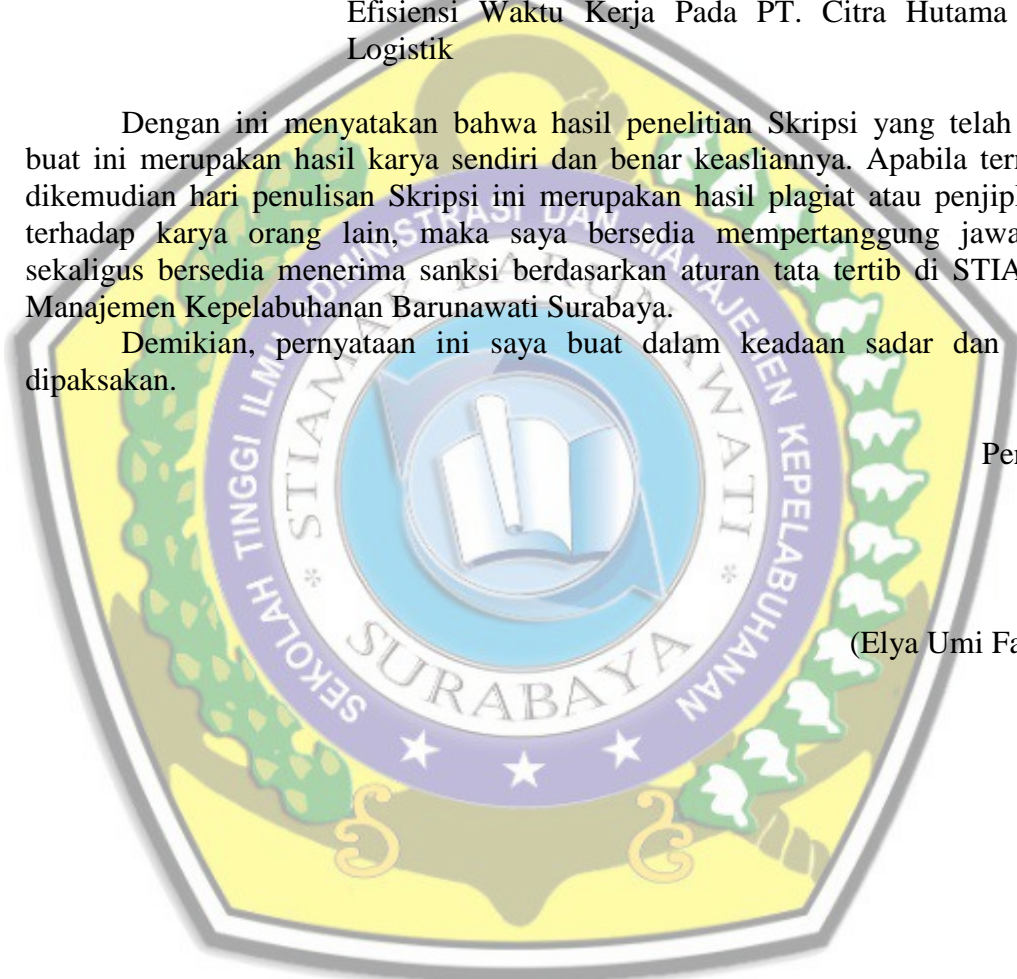 Efisiensi Waktu Kerja Pada PT. Citra Hutama
Logistik
Dengan ini menyatakan bahwa hasil penelitian Skripsi yang telah
buat ini merupakan hasil karya sendiri dan benar keasliannya. Apabila ter
dikemudian hari penulisan Skripsi ini merupakan hasil plagiat atau penjipl
terhadap karya orang lain, maka saya bersedia mempertanggung jawa
sekaligus bersedia menerima sanksi berdasarkan aturan tata tertib di STIA
Manajemen Kepelabuhanan Barunawati Surabaya.
Demikian, pernyataan ini saya buat dalam keadaan sadar dan
dipaksakan.
Pe
(Elya Umi Fa
SEKOLAH TINGGI ILMU ADMINISTRASI DAN MANAJEMEN KEPELABUHANAN
STIAMAK BARUNAWATI
* SURABAYA *